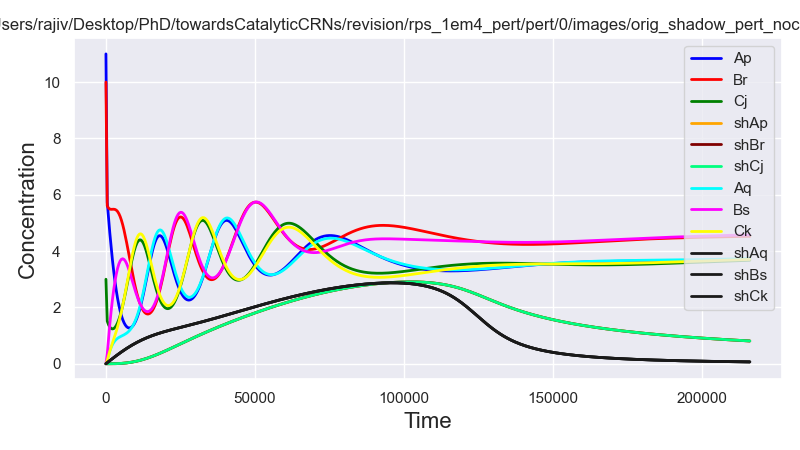 sers/rajiv/Desktop/PhD/towardsCatalyticCRNs/revision/rps_1em4_pert/pert/0/images/orig_shadow_pert_noc
Concentration
10
8
6
4
2
0
Ap
Br
Cj
shAp
shBr
shCj
Aq
Bs
Ck
shAq
shBs
shCk
0
50000
100000
150000
200000
Time